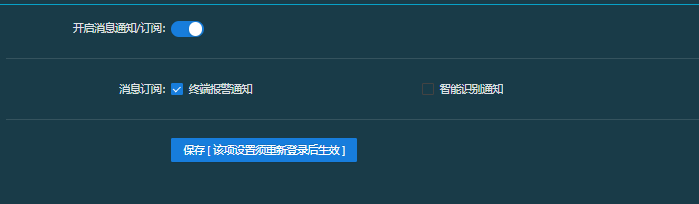 开启消息通知/订阅:
消息订阅: 终端报警通知 智能识别通知
保存 [ 该项设置须重新登录后生效 ]